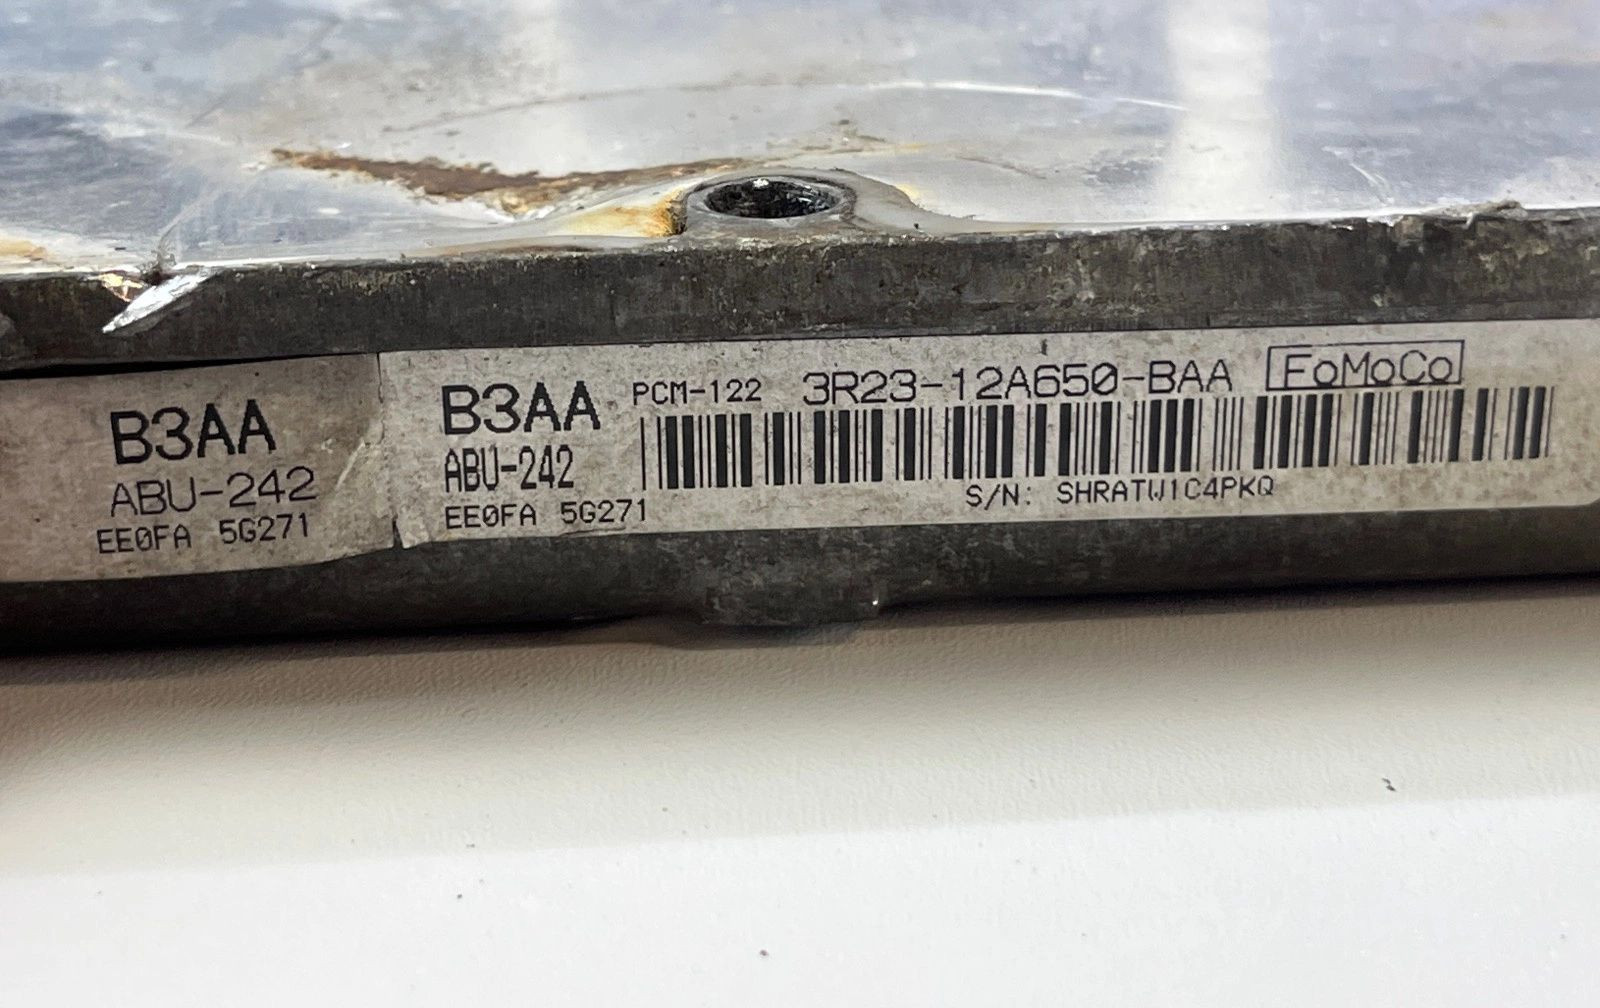 B3AA
ABU-242
EE0FA 5G271
B3AA PCM-122 3R23-12A650-BAA FoMoCo
ABU-242
EE0FA 5G271 S/N: SHRATW1C4PKQ